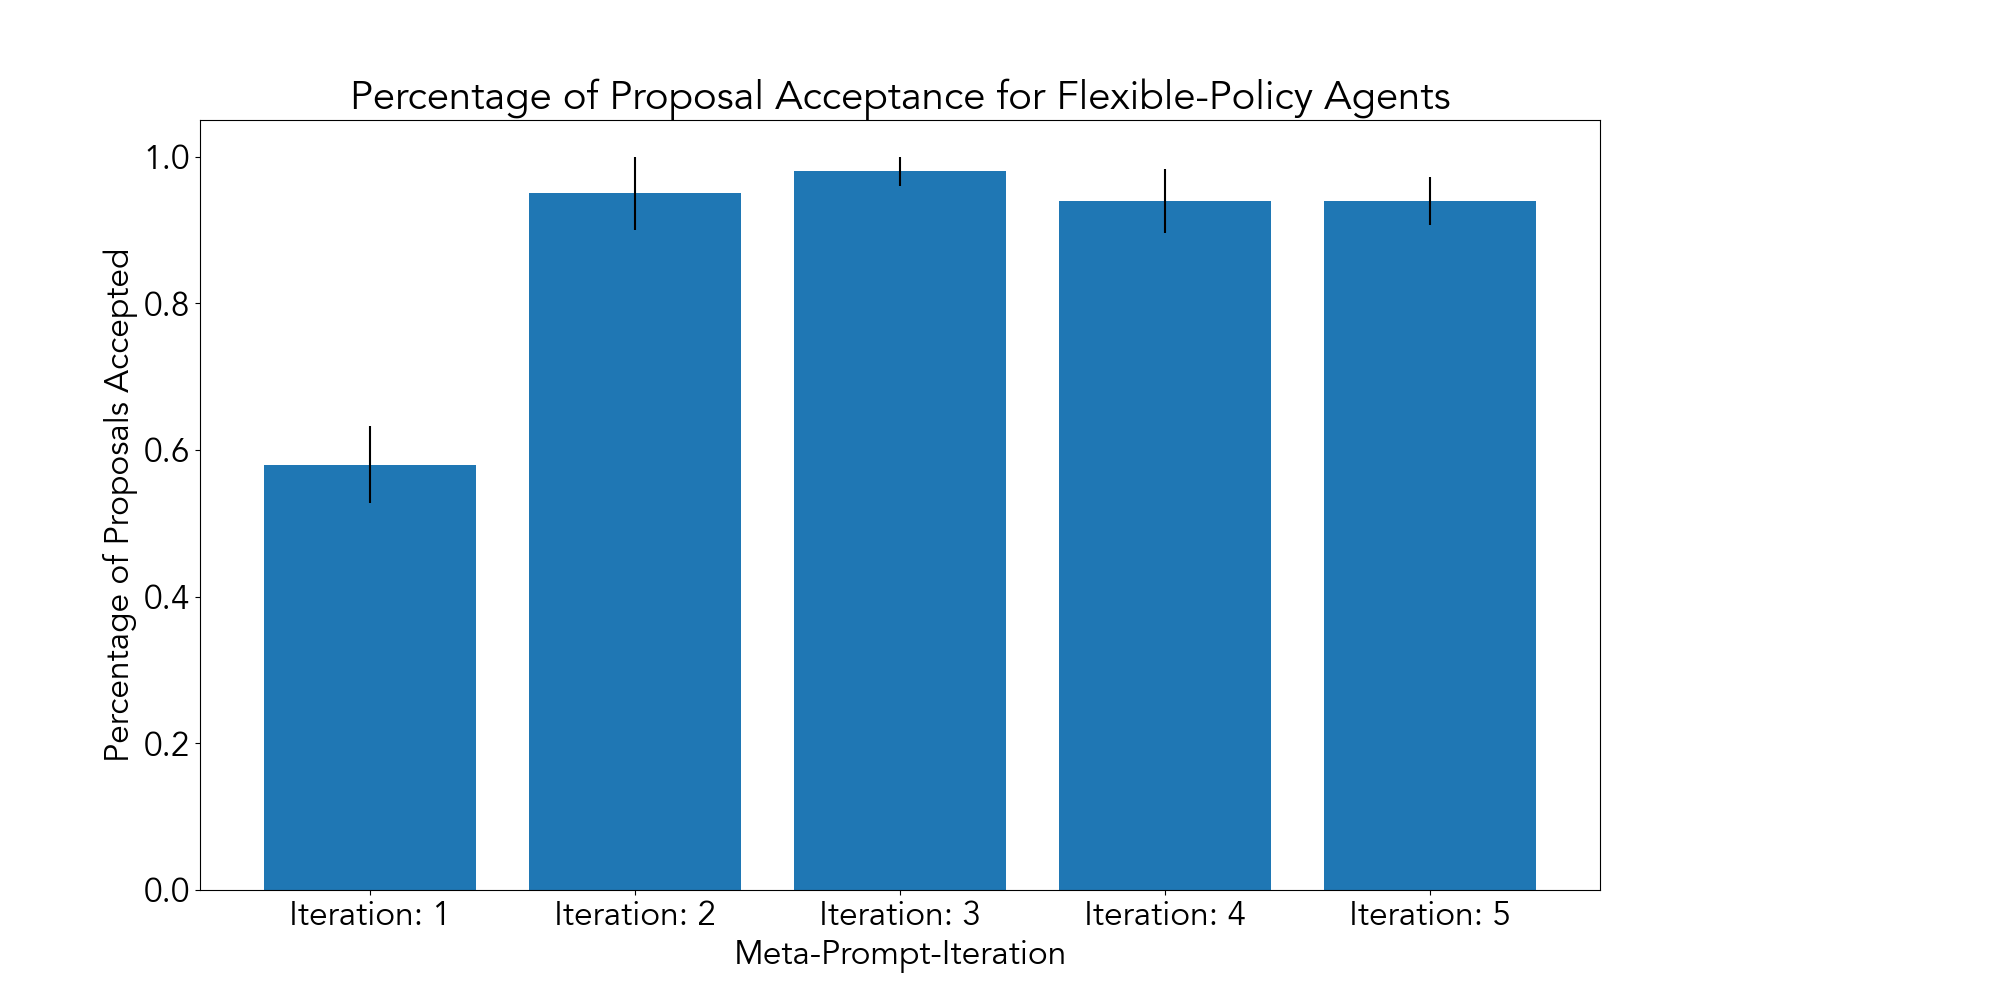 Percentage of Proposal Acceptance for Flexible-Policy Agents
Percentage of Proposals Accepted
1.0
0.8
0.6
0.4
0.2
0.0
Iteration: 1
Iteration: 2
Iteration: 3
Iteration: 4
Iteration: 5
Meta-Prompt-Iteration